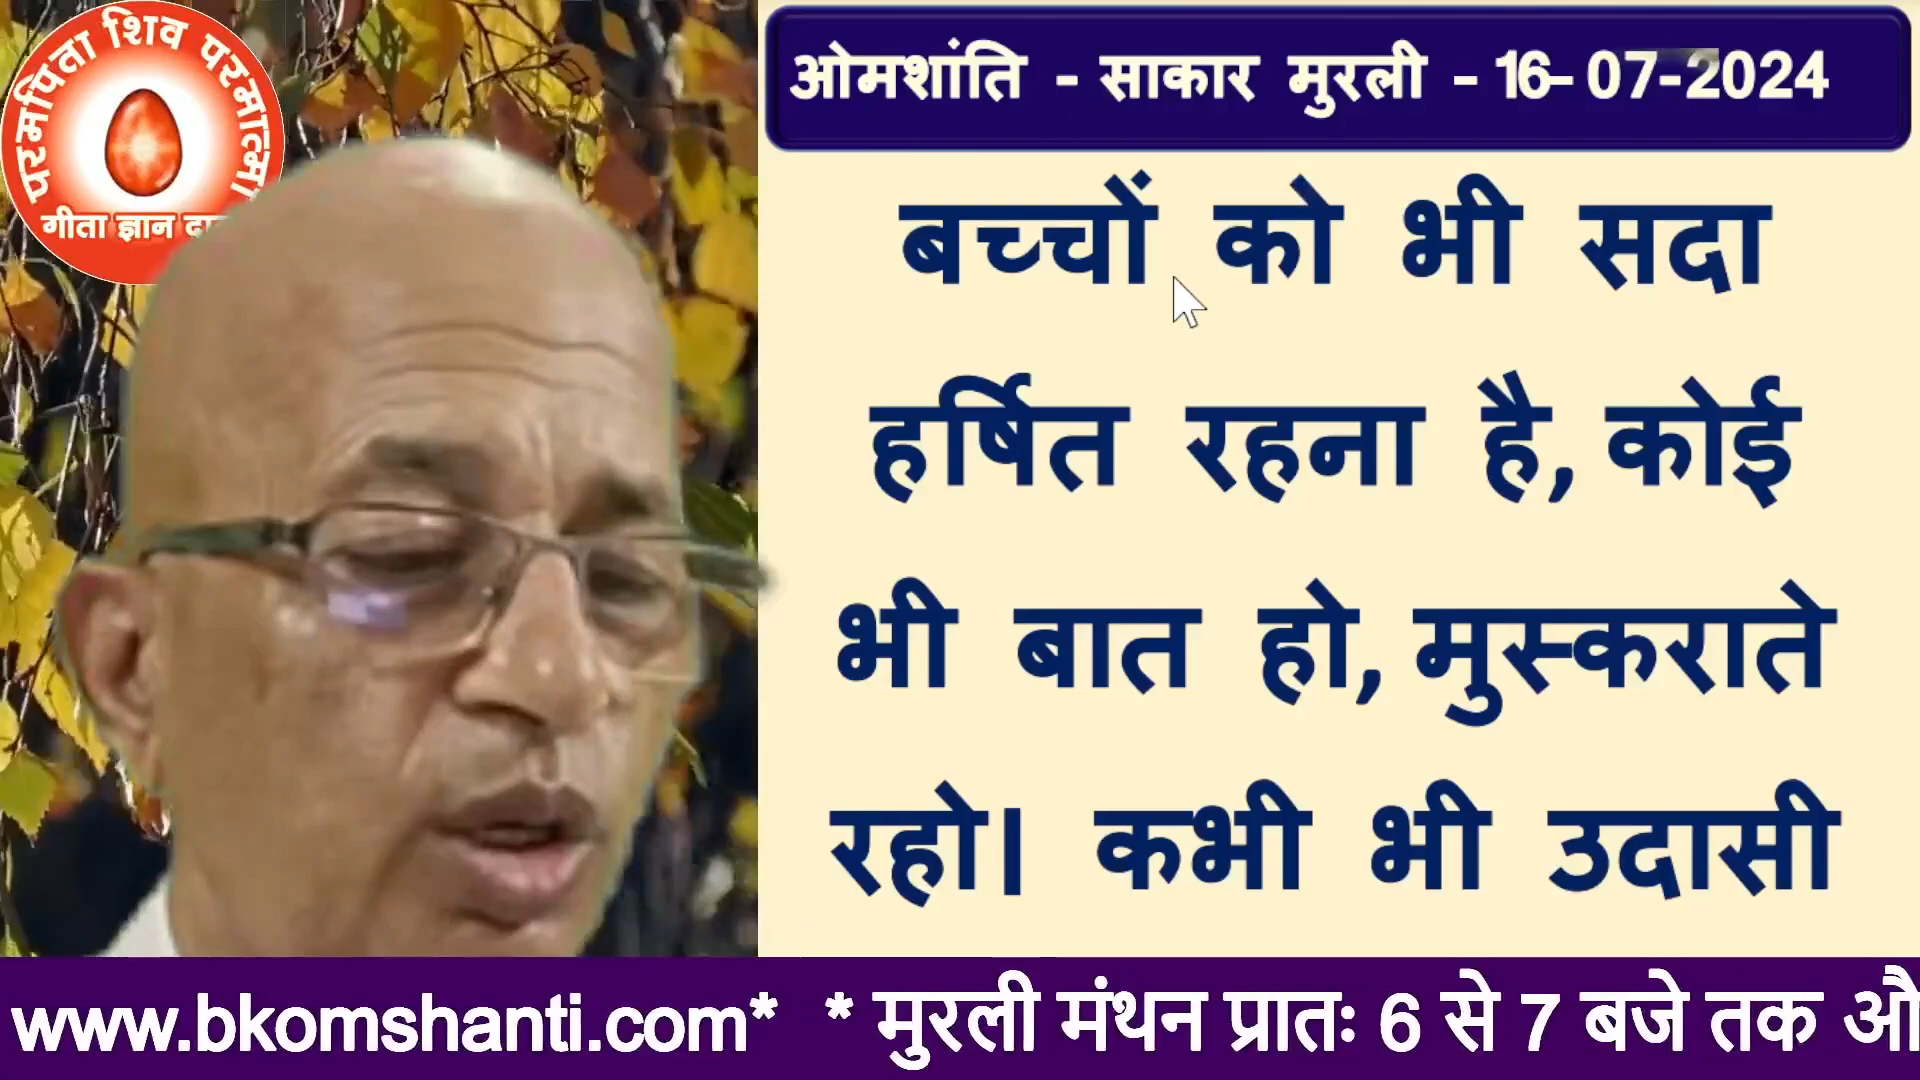 परमपिता शिव परमात्मा
गीता ज्ञान
ओमशांति - साकार मुरली - 16-07-2024
बच्चों को भी सदा
हर्षित रहना है, कोई
भी बात हो, मुस्कराते
रहो। कभी भी उदासी
www.bkomshanti.com* * मुरली मंथन प्रातः 6 से 7 बजे तक